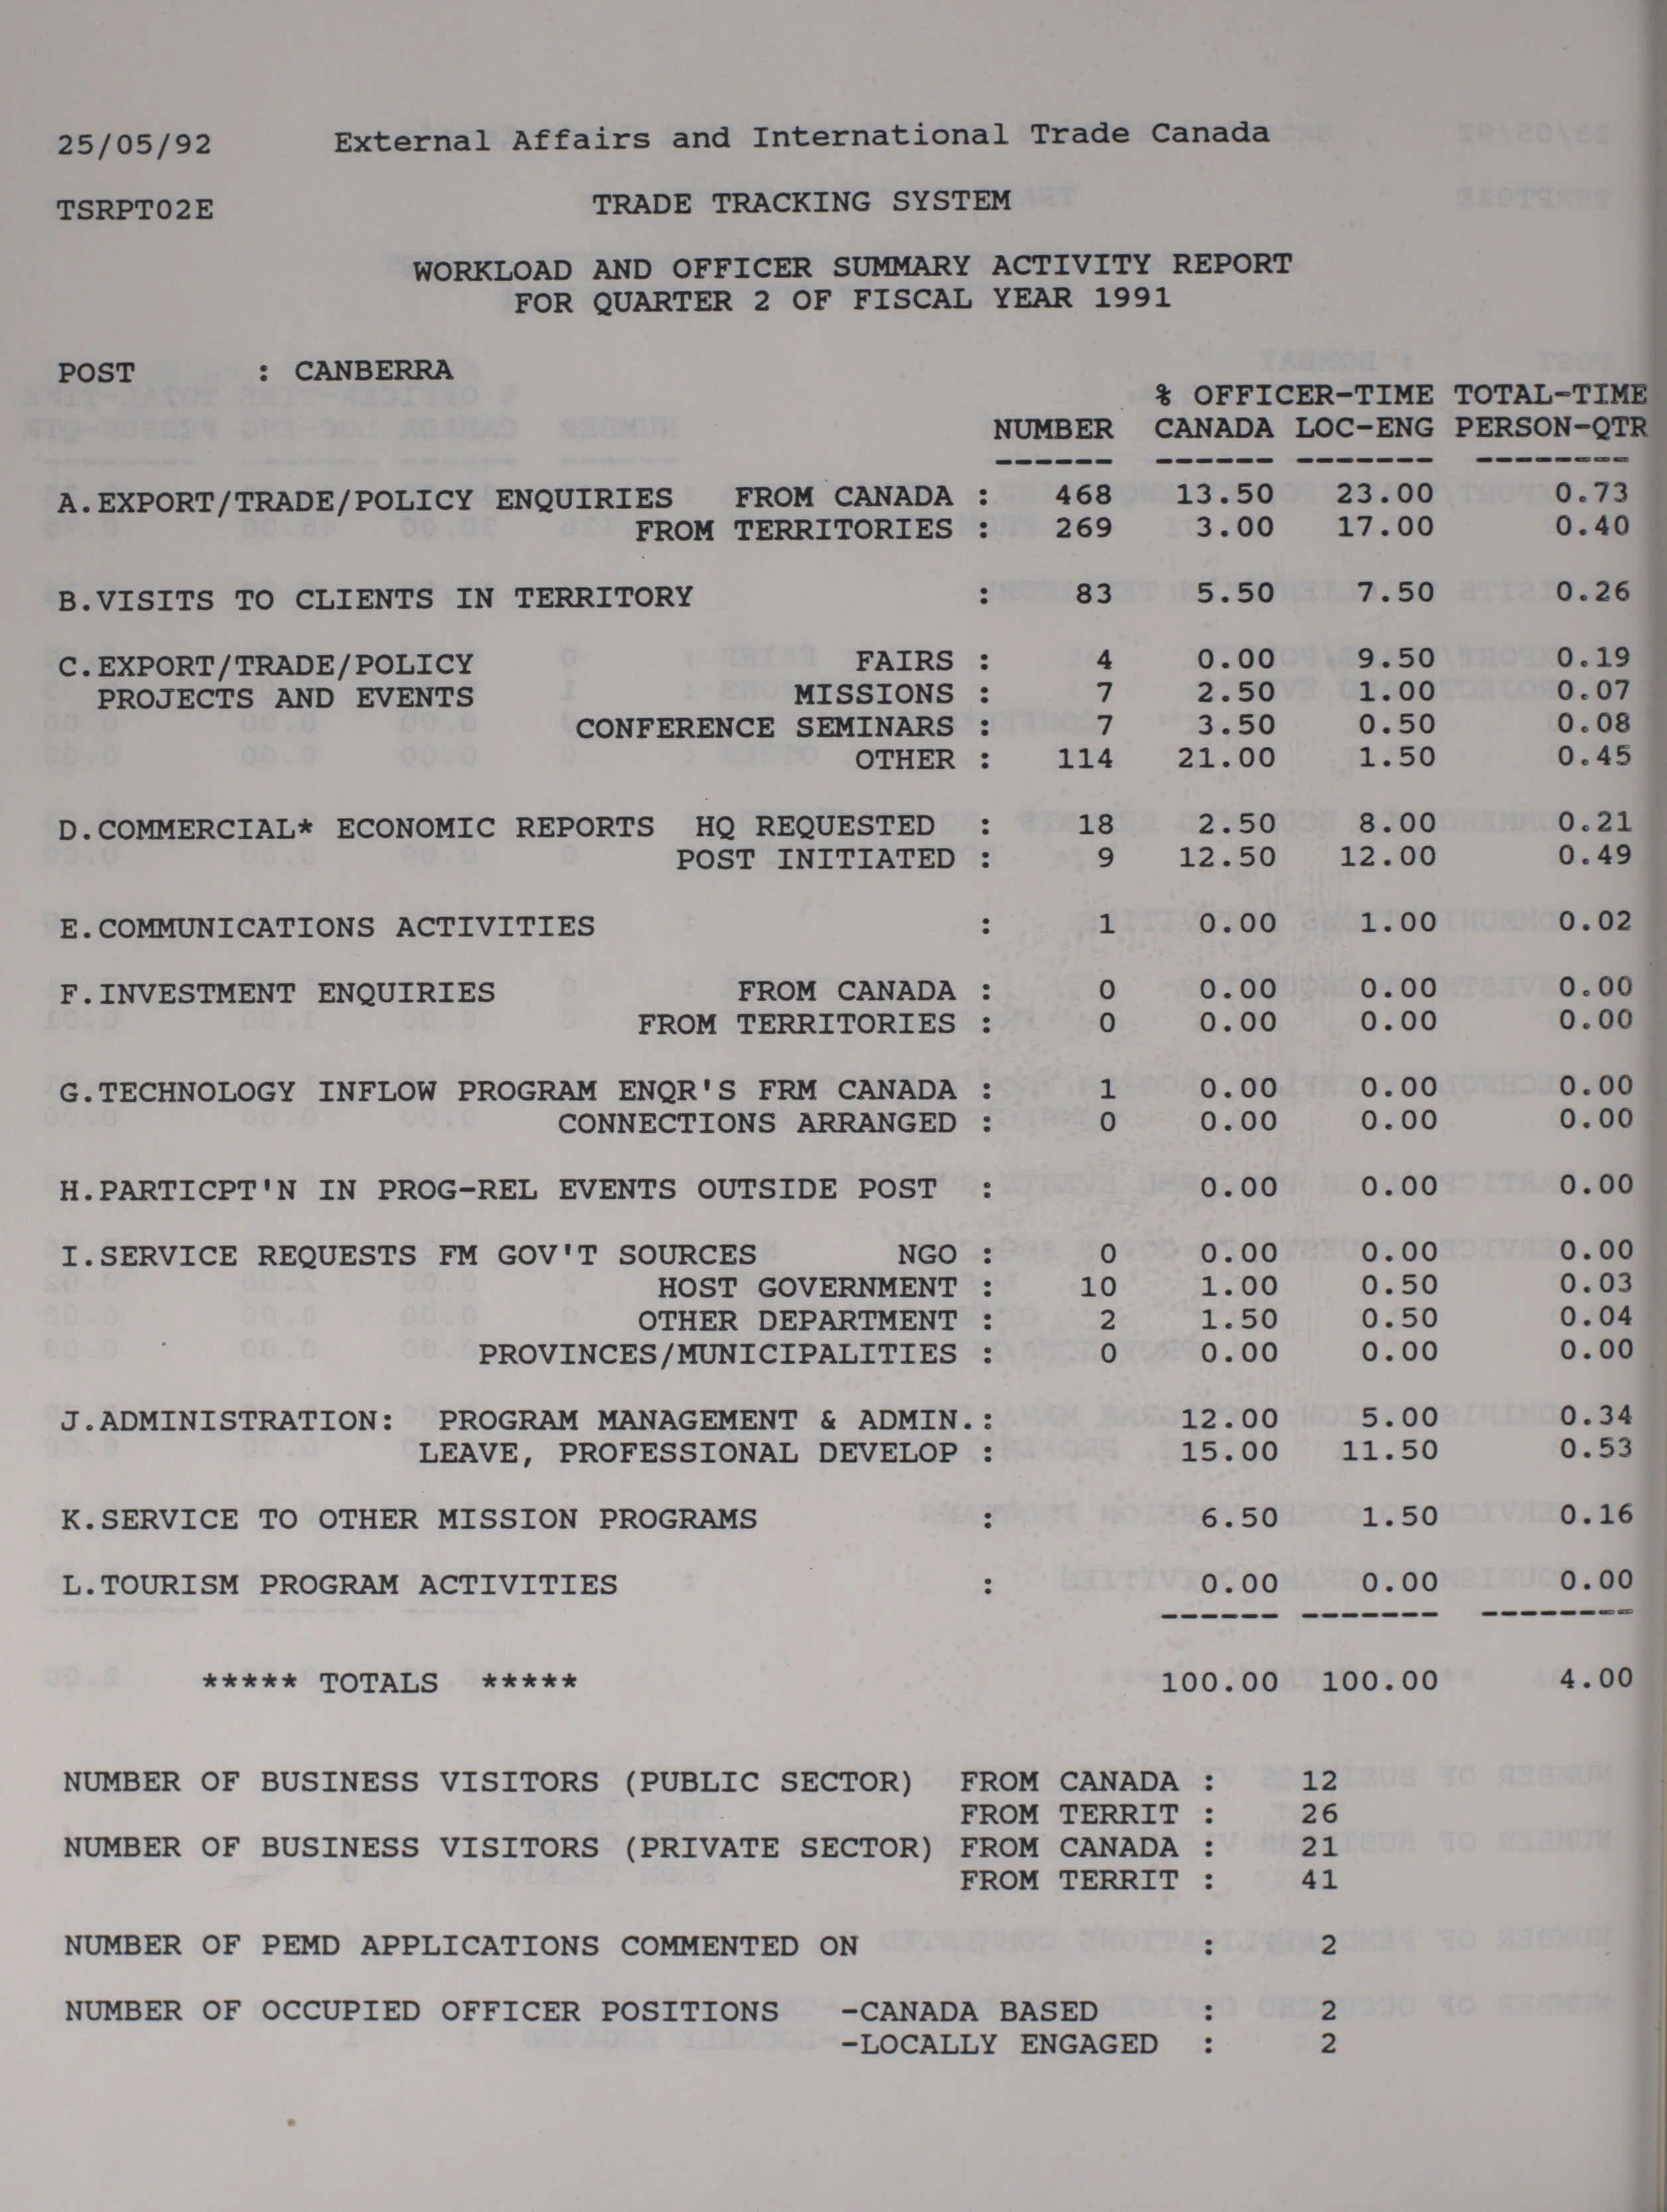 25/05/92 External Affairs and International Trade Canada
TSRPT02E TRADE TRACKING SYSTEM
WORKLOAD AND OFFICER SUMMARY ACTIVITY REPORT
FOR QUARTER 2 OF FISCAL YEAR 1991
POST : CANBERRA
% OFFICER-TIME TOTAL-TIME
NUMBER CANADA LOC-ENG PERSON-QTR
------ ------ ------- --------
A.EXPORT/TRADE/POLICY ENQUIRIES FROM CANADA : 468 13.50 23.00 0.73
FROM TERRITORIES : 269 3.00 17.00 0.40
B.VISITS TO CLIENTS IN TERRITORY : 83 5.50 7.50 0.26
C.EXPORT/TRADE/POLICY FAIRS : 4 0.00 9.50 0.19
PROJECTS AND EVENTS MISSIONS : 7 2.50 1.00 0.07
CONFERENCE SEMINARS : 7 3.50 0.50 0.08
OTHER : 114 21.00 1.50 0.45
D.COMMERCIAL* ECONOMIC REPORTS HQ REQUESTED : 18 2.50 8.00 0.21
POST INITIATED : 9 12.50 12.00 0.49
E.COMMUNICATIONS ACTIVITIES : 1 0.00 1.00 0.02
F.INVESTMENT ENQUIRIES FROM CANADA : 0 0.00 0.00 0.00
FROM TERRITORIES : 0 0.00 0.00 0.00
G.TECHNOLOGY INFLOW PROGRAM ENQR'S FRM CANADA : 1 0.00 0.00 0.00
CONNECTIONS ARRANGED : 0 0.00 0.00 0.00
H.PARTICPT'N IN PROG-REL EVENTS OUTSIDE POST : 0.00 0.00 0.00
I.SERVICE REQUESTS FM GOV'T SOURCES NGO : 0 0.00 0.00 0.00
HOST GOVERNMENT : 10 1.00 0.50 0.03
OTHER DEPARTMENT : 2 1.50 0.50 0.04
PROVINCES/MUNICIPALITIES : 0 0.00 0.00 0.00
J.ADMINISTRATION: PROGRAM MANAGEMENT & ADMIN.: 12.00 5.00 0.34
LEAVE, PROFESSIONAL DEVELOP : 15.00 11.50 0.53
K.SERVICE TO OTHER MISSION PROGRAMS : 6.50 1.50 0.16
L.TOURISM PROGRAM ACTIVITIES : 0.00 0.00 0.00
------ ------- --------
***** TOTALS ***** 100.00 100.00 4.00
NUMBER OF BUSINESS VISITORS (PUBLIC SECTOR) FROM CANADA : 12
FROM TERRIT : 26
NUMBER OF BUSINESS VISITORS (PRIVATE SECTOR) FROM CANADA : 21
FROM TERRIT : 41
NUMBER OF PEMD APPLICATIONS COMMENTED ON : 2
NUMBER OF OCCUPIED OFFICER POSITIONS -CANADA BASED : 2
-LOCALLY ENGAGED : 2